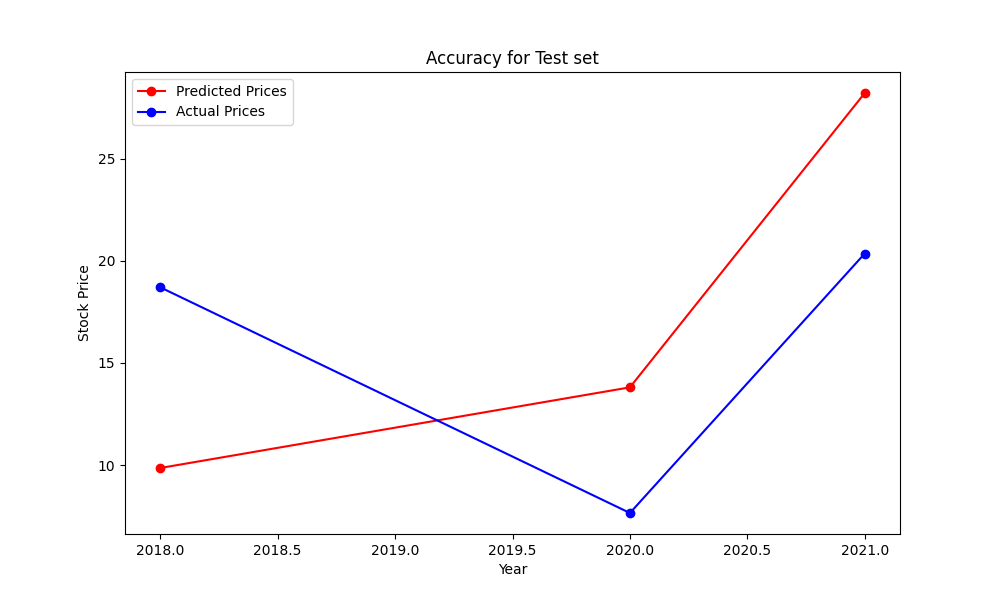 Accuracy for Test set
Predicted Prices
Actual Prices
Stock Price
25
20
15
10
2018.0 2018.5 2019.0 2019.5 2020.0 2020.5 2021.0
Year